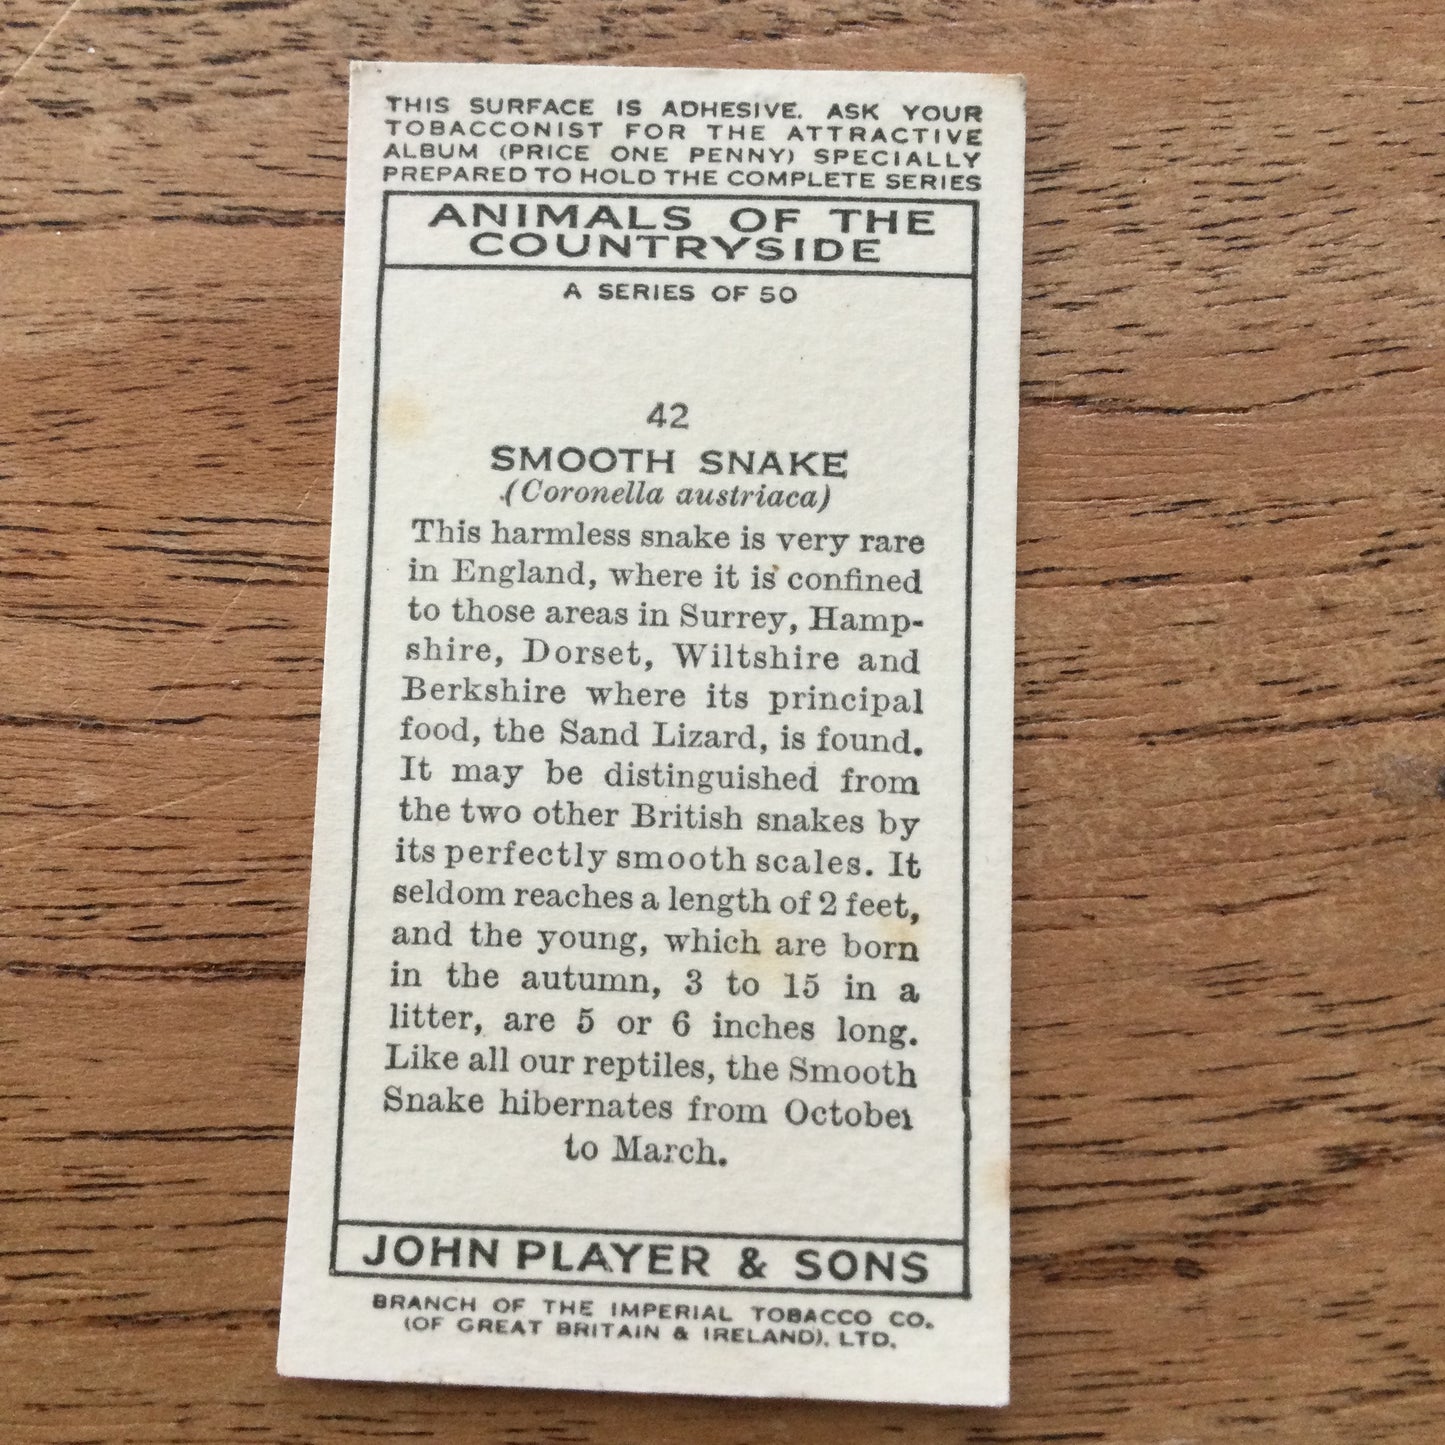 THIS SURFACE IS ADHESIVE. ASK YOUR
TOBACCONIST FOR THE ATTRACTIVE
ALBUM (PRICE ONE PENNY) SPECIALLY
PREPARED TO HOLD THE COMPLETE SERIES
ANIMALS OF THE
COUNTRYSIDE
A SERIES OF 50
42
SMOOTH SNAKE
(Coronella austriaca)
This harmless snake is very rare
in England, where it is confined
to those areas in Surrey, Hamp-
shire, Dorset, Wiltshire and
Berkshire where its principal
food, the Sand Lizard, is found.
It may be distinguished from
the two other British snakes by
its perfectly smooth scales. It
seldom reaches a length of 2 feet,
and the young, which are born
in the autumn, 3 to 15 in a
litter, are 5 or 6 inches long.
Like all our reptiles, the Smooth
Snake hibernates from October
to March.
JOHN PLAYER & SONS
BRANCH OF THE IMPERIAL TOBACCO CO.
(OF GREAT BRITAIN & IRELAND), LTD.